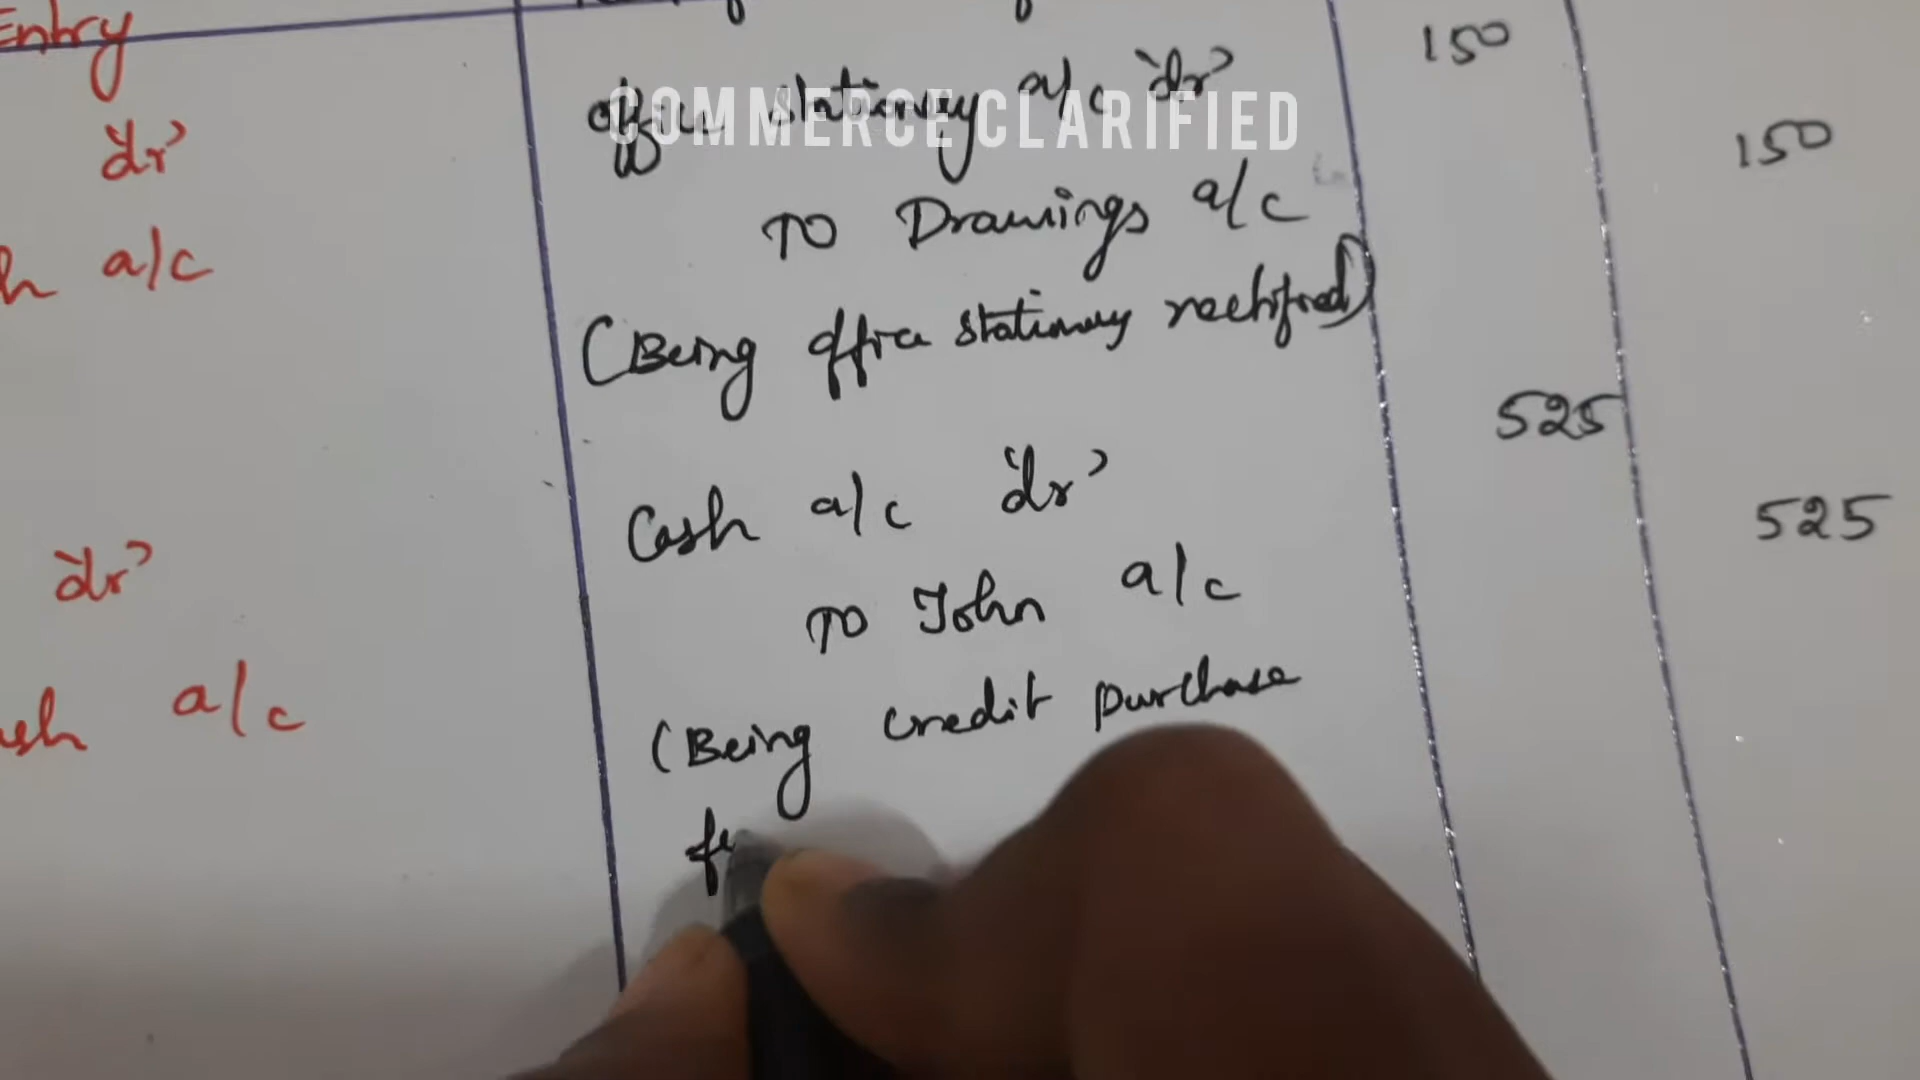 Entry
dr
a/c
dr
a/c
office stationery a/c 'dr'
COMMERCE CLARIFIED
To Drawings a/c
(Being office stationery rectified)
Cash a/c 'dr'
To John a/c
(Being credit purchase
150
150
525
525